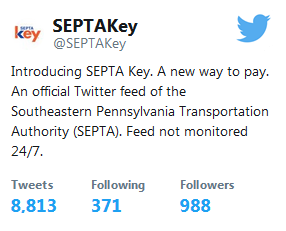 SEPTA
key
SEPTAKey
@SEPTAKey
Introducing SEPTA Key. A new way to pay.
An official Twitter feed of the
Southeastern Pennsylvania Transportation
Authority (SEPTA). Feed not monitored
24/7.
Tweets Following Followers
8,813 371 988